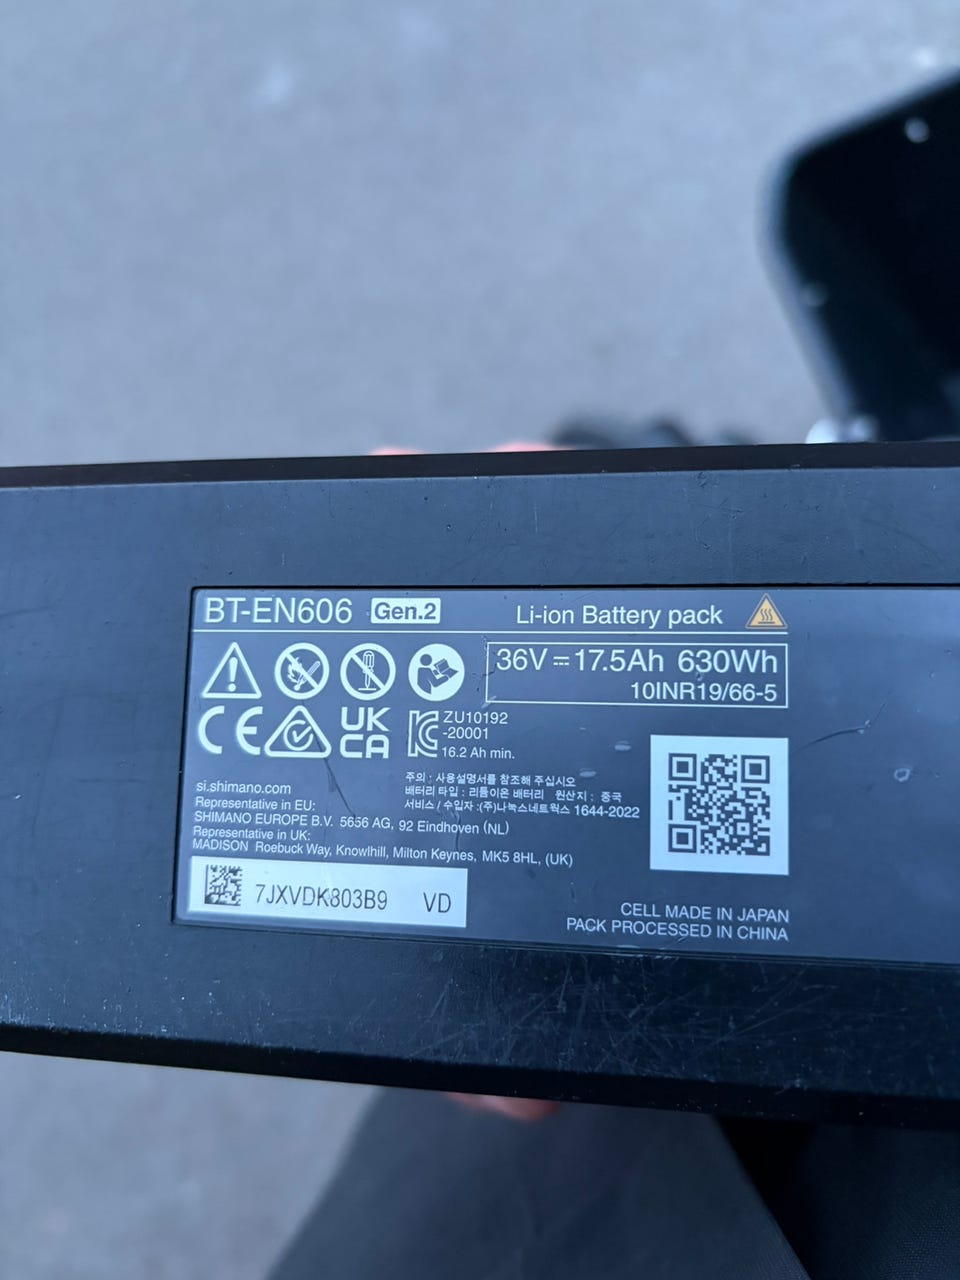 BT-EN606 Gen.2
Li-ion Battery pack
36V ⎓ 17.5Ah 630Wh
10INR19/66-5
CE
UK
CA
ZU10192
-20001
16.2 Ah min.
주의 : 사용설명서를 참조해 주십시오
배터리 타입 : 리튬이온 배터리 원산지 : 중국
서비스 / 수입자 :(주)나눅스네트웍스 1644-2022
si.shimano.com
Representative in EU:
SHIMANO EUROPE B.V. 5656 AG, 92 Eindhoven (NL)
Representative in UK:
MADISON Roebuck Way, Knowlhill, Milton Keynes, MK5 8HL, (UK)
7JXVDK803B9 VD
CELL MADE IN JAPAN
PACK PROCESSED IN CHINA